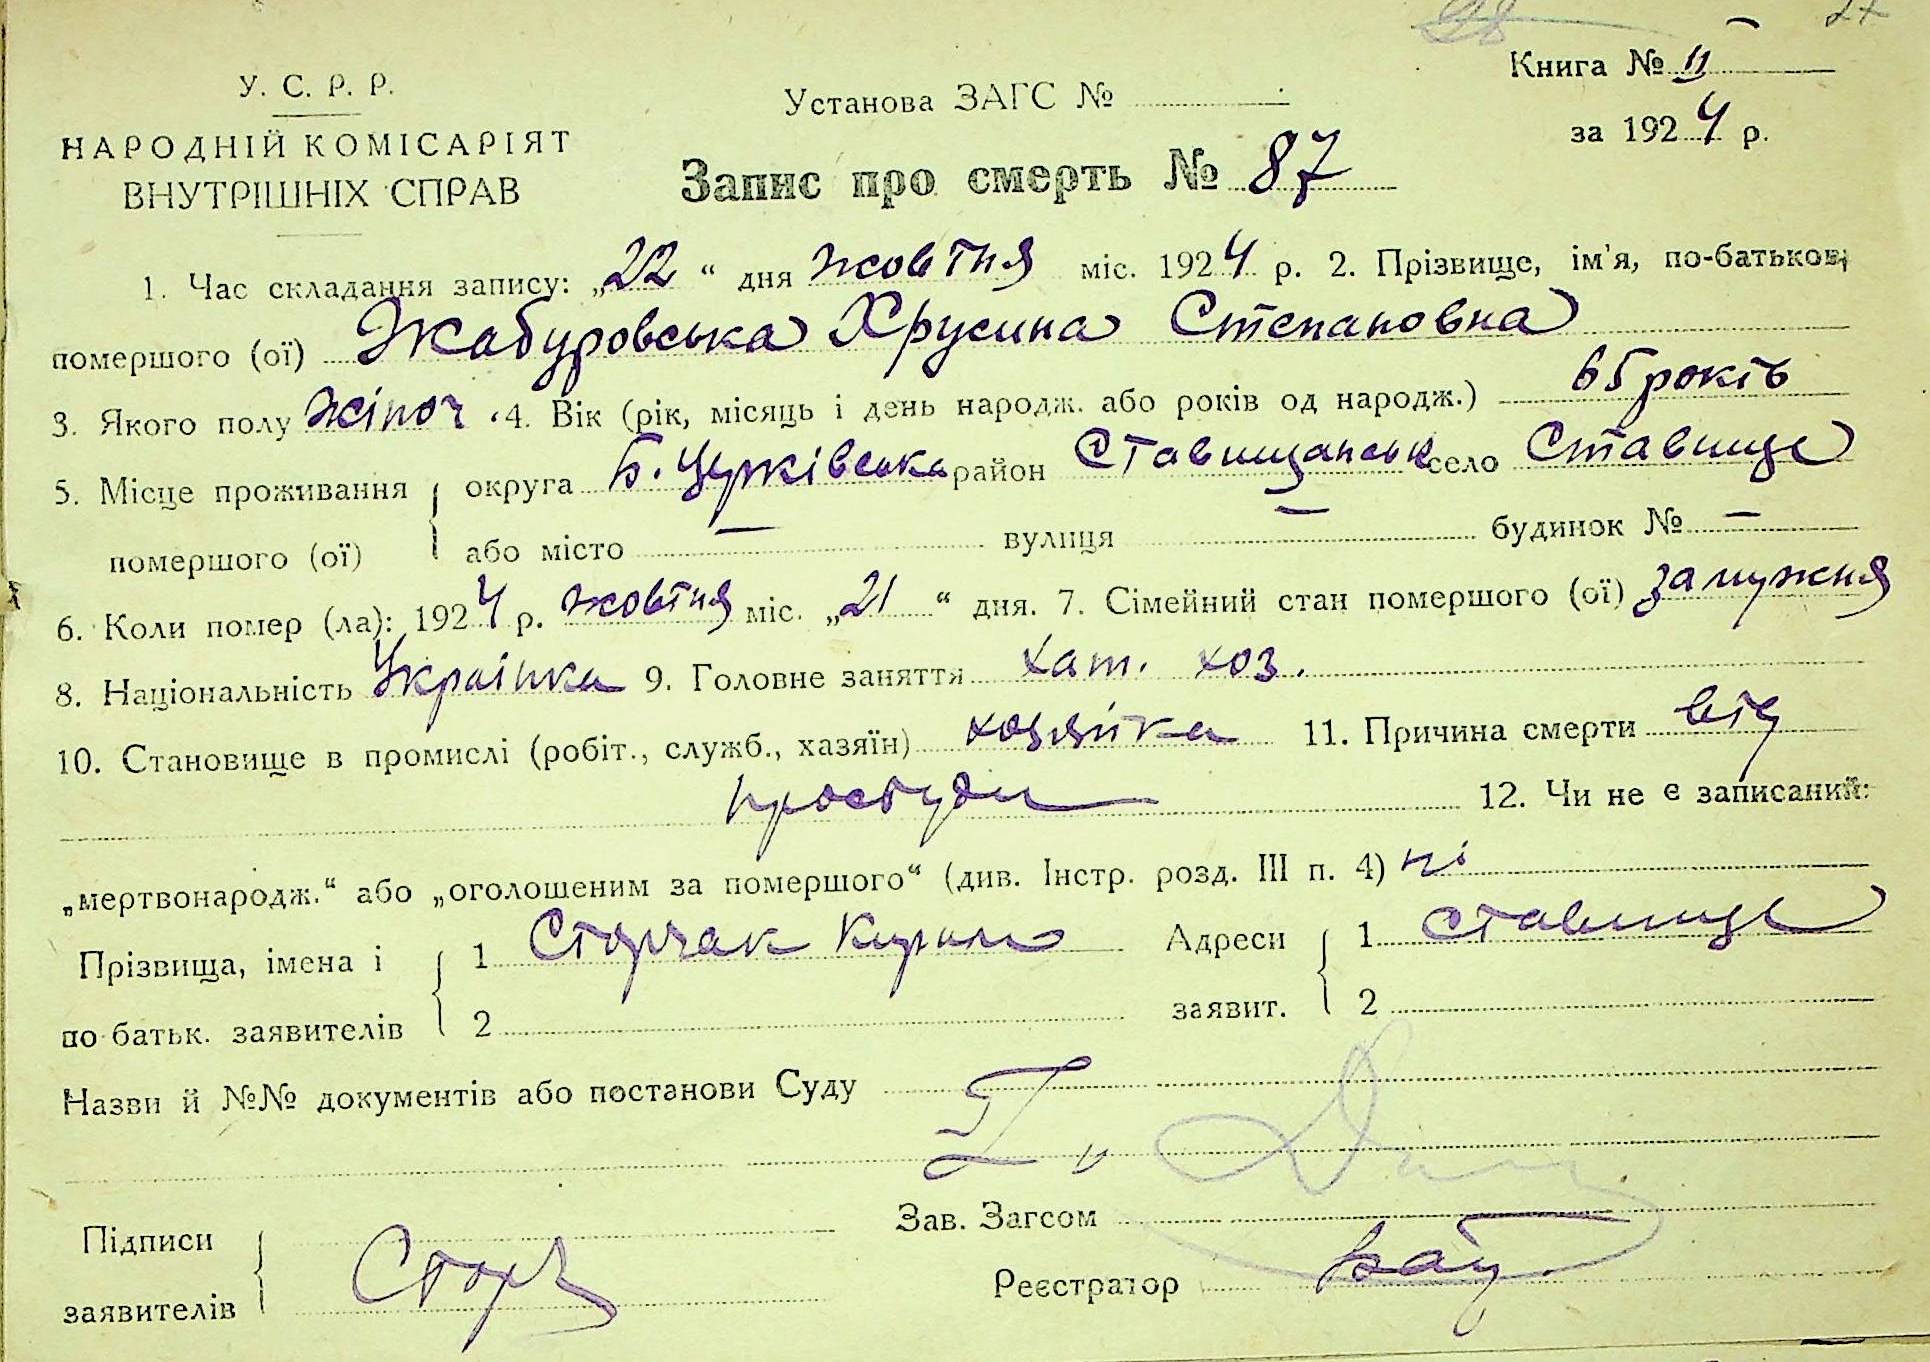 Книга № II
У. С. Р. Р.
Установа ЗАГС №
за 1924 р.
НАРОДНІЙ КОМІСАРІЯТ
ВНУТРІШНІХ СПРАВ
Запис про смерть № 87
1. Час складання запису: „22“ дня жовтня міс. 1924 р. 2. Прізвище, ім'я, по-батькові
помершого (ої) Жабуровська Хрусина Степановна
3. Якого полу жіноч. 4. Вік (рік, місяць і день народж. або років од народж.) 65 років
5. Місце проживання округа Б. Церківська район Ставищанськ село Ставище
помершого (ої) або місто — вулиця — будинок № —
6. Коли помер (ла): 1924 р. жовтня міс. „21“ дня. 7. Сімейний стан помершого (ої) замужня
8. Національність Українка 9. Головне заняття хат. хоз.
10. Становище в промислі (робіт., служб., хазяїн) хозяйка 11. Причина смерти від
простуди 12. Чи не є записаний:
„мертвонародж.“ або „оголошеним за помершого“ (див. Інстр. розд. III п. 4) ні
Прізвища, імена і 1 Сторчак Кирило Адреси 1 Ставище
по батьк. заявителів 2 заявит. 2
Назви й №№ документів або постанови Суду
Підписи Зав. Загсом
заявителів Реєстратор